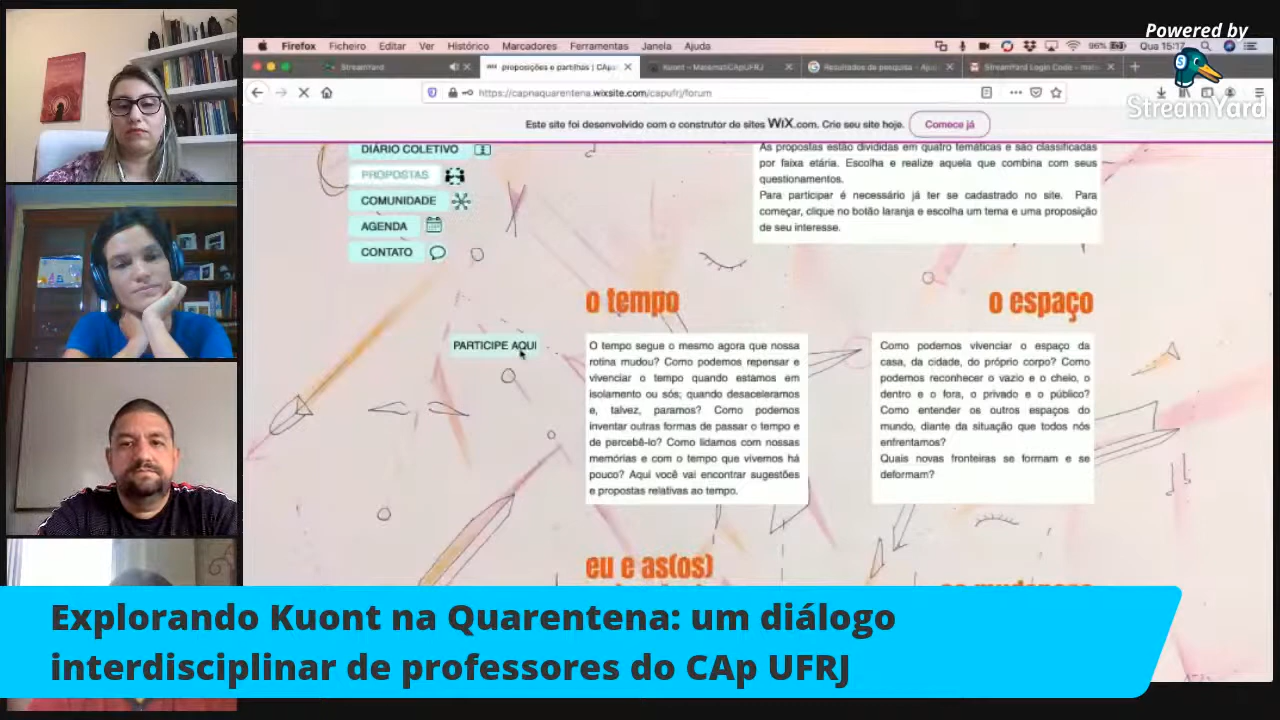 Powered by
StreamYard
Firefox Ficheiro Editar Ver Histórico Marcadores Ferramentas Janela Ajuda
96% Qua 15:17
StreamYard
proposições e partilhas | CAp
Kuont – MatematiCApUFRJ
Resultados da pesquisa -
StreamYard Login Code -
https://capnaquarentena.wixsite.com/capufrj/forum
Este site foi desenvolvido com o construtor de sites WiX.com. Crie seu site hoje.
Comece já
DIÁRIO COLETIVO
PROPOSTAS
COMUNIDADE
AGENDA
CONTATO
As propostas estão divididas em quatro temáticas e são classificadas
por faixa etária. Escolha e realize aquela que combina com seus
questionamentos.
Para participar é necessário já ter se cadastrado no site. Para
começar, clique no botão laranja e escolha um tema e uma proposição
de seu interesse.
PARTICIPE AQUI
o tempo
O tempo segue o mesmo agora que nossa
rotina mudou? Como podemos repensar e
vivenciar o tempo quando estamos em
isolamento ou sós; quando desaceleramos
e, talvez, paramos? Como podemos
inventar outras formas de passar o tempo e
de percebê-lo? Como lidamos com nossas
memórias e com o tempo que vivemos há
pouco? Aqui você vai encontrar sugestões
e propostas relativas ao tempo.
o espaço
Como podemos vivenciar o espaço da
casa, da cidade, do próprio corpo? Como
podemos reconhecer o vazio e o cheio, o
dentro e o fora, o privado e o público?
Como entender os outros espaços do
mundo, diante da situação que todos nós
enfrentamos?
Quais novas fronteiras se formam e se
deformam?
eu e as(os)
Explorando Kuont na Quarentena: um diálogo
interdisciplinar de professores do CAp UFRJ